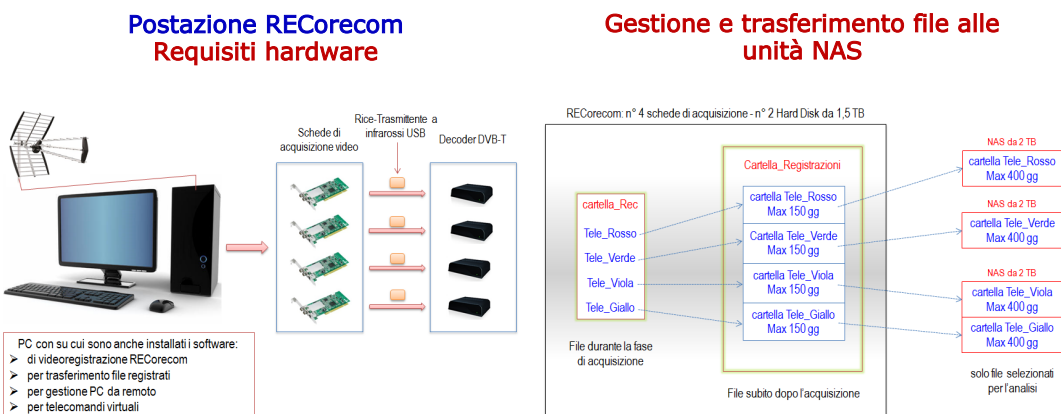 Postazione RECorecom
Requisiti hardware
Schede di
acquisizione video
Rice-Trasmittente a
infrarossi USB
Decoder DVB-T
PC con su cui sono anche installati i software:
di videoregistrazione RECorecom
per trasferimento file registrati
per gestione PC da remoto
per telecomandi virtuali
Gestione e trasferimento file alle
unità NAS
RECorecom: n° 4 schede di acquisizione - n° 2 Hard Disk da 1,5 TB
cartella_Rec
Tele_Rosso
Tele_Verde
Tele_Viola
Tele_Giallo
File durante la fase
di acquisizione
Cartella_Registrazioni
cartella Tele_Rosso
Max 150 gg
Cartella Tele_Verde
Max 150 gg
cartella Tele_Viola
Max 150 gg
cartella Tele_Giallo
Max 150 gg
File subito dopo l'acquisizione
NAS da 2 TB
cartella Tele_Rosso
Max 400 gg
NAS da 2 TB
cartella Tele_Verde
Max 400 gg
NAS da 2 TB
cartella Tele_Viola
Max 400 gg
cartella Tele_Giallo
Max 400 gg
solo file selezionati
per l'analisi